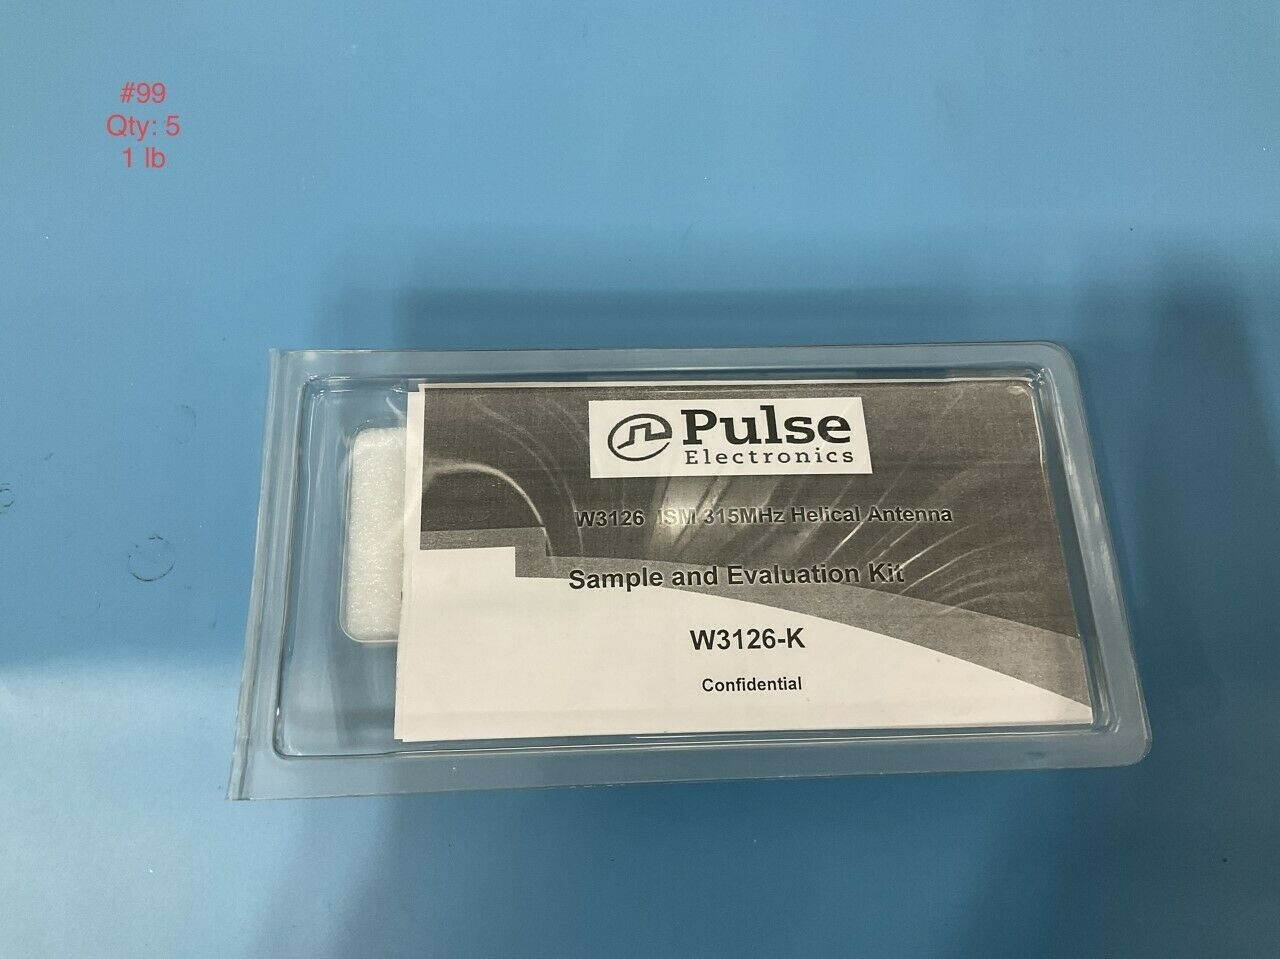 #99
Qty: 5
1 lb
Pulse
Electronics
W3126 ISM 315MHz Helical Antenna
Sample and Evaluation Kit
W3126-K
Confidential